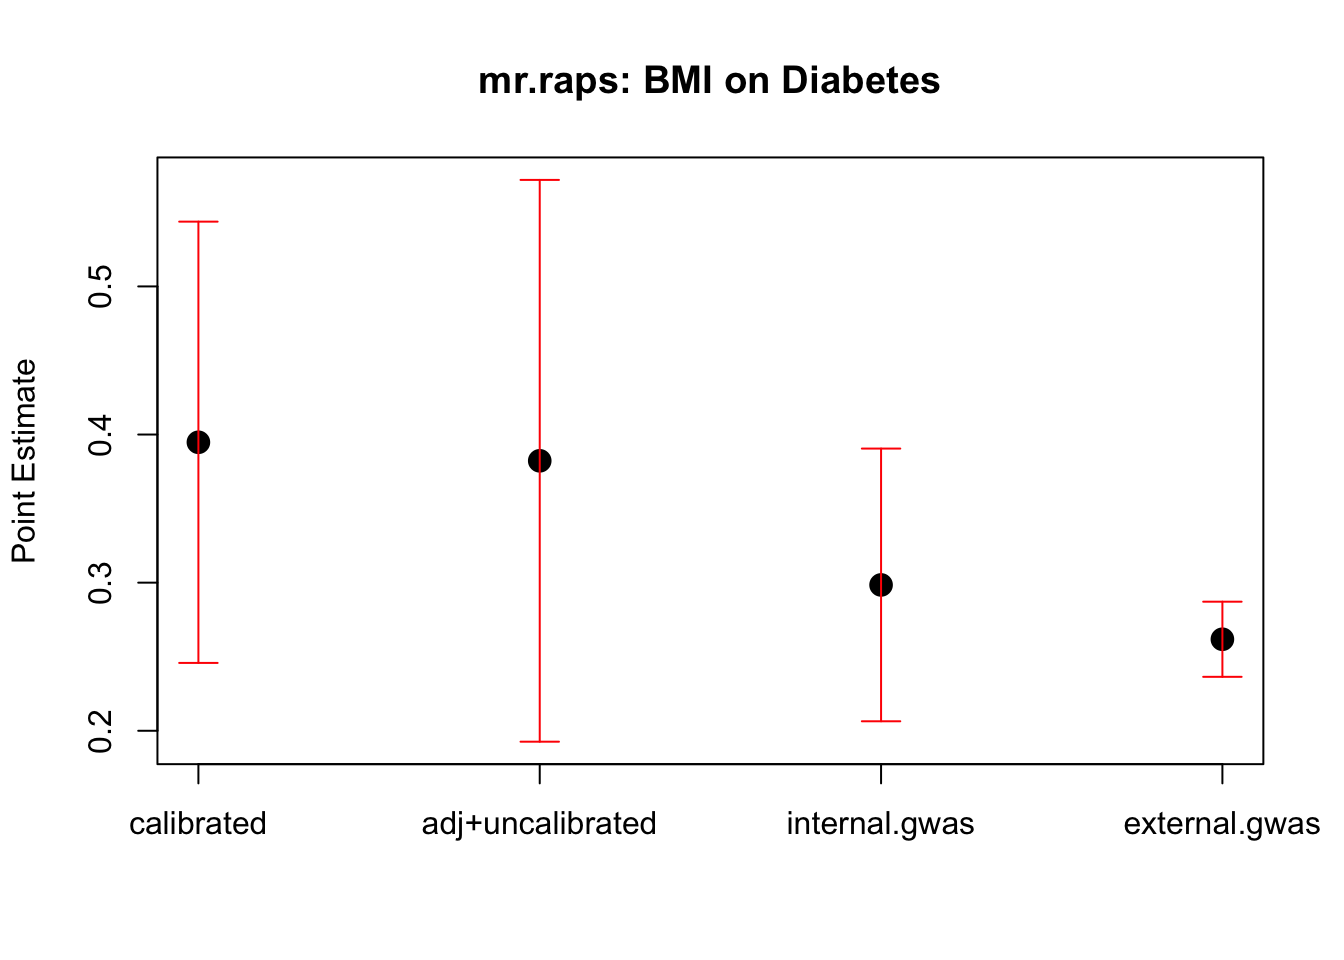 mr.raps: BMI on Diabetes
Point Estimate
0.5
0.4
0.3
0.2
calibrated
adj+uncalibrated
internal.gwas
external.gwas